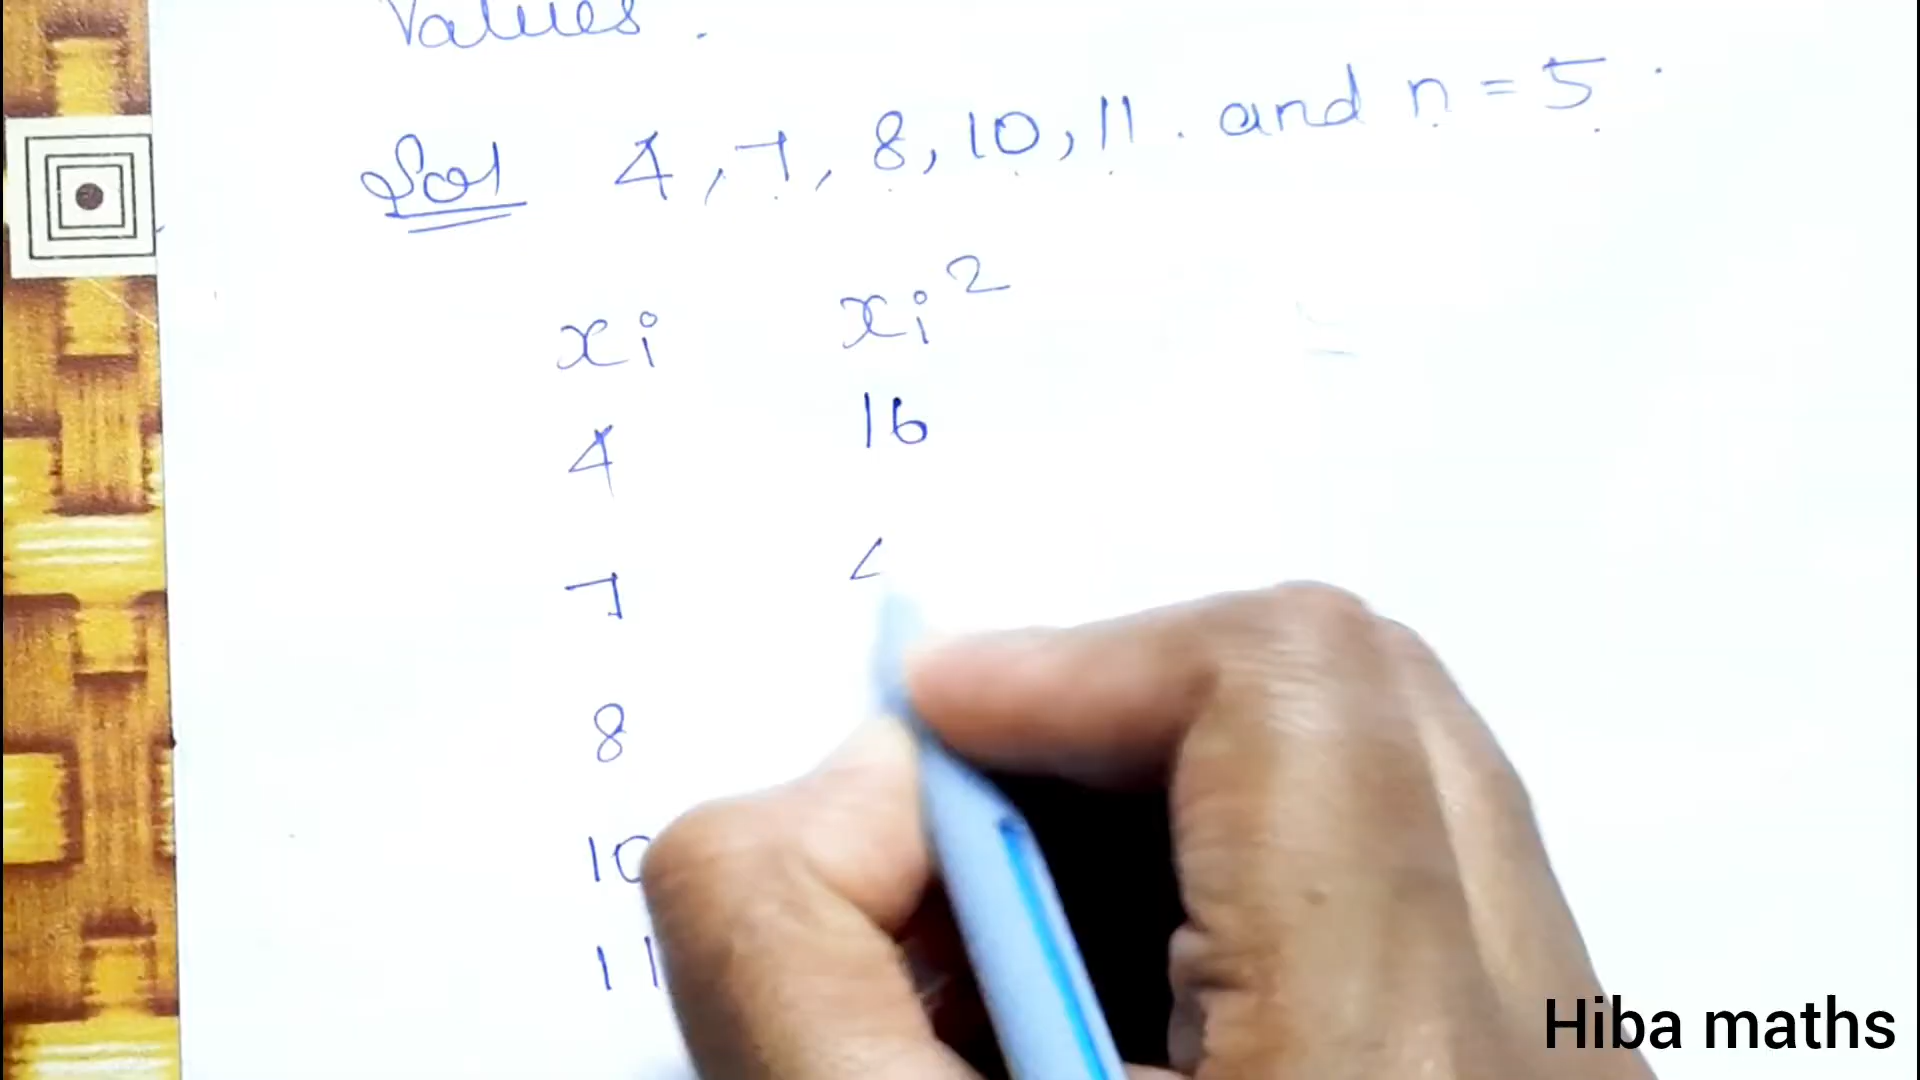 Values.
Sol 4, 7, 8, 10, 11. and n = 5.
xi xi²
4 16
7
8
10
11
Hiba maths